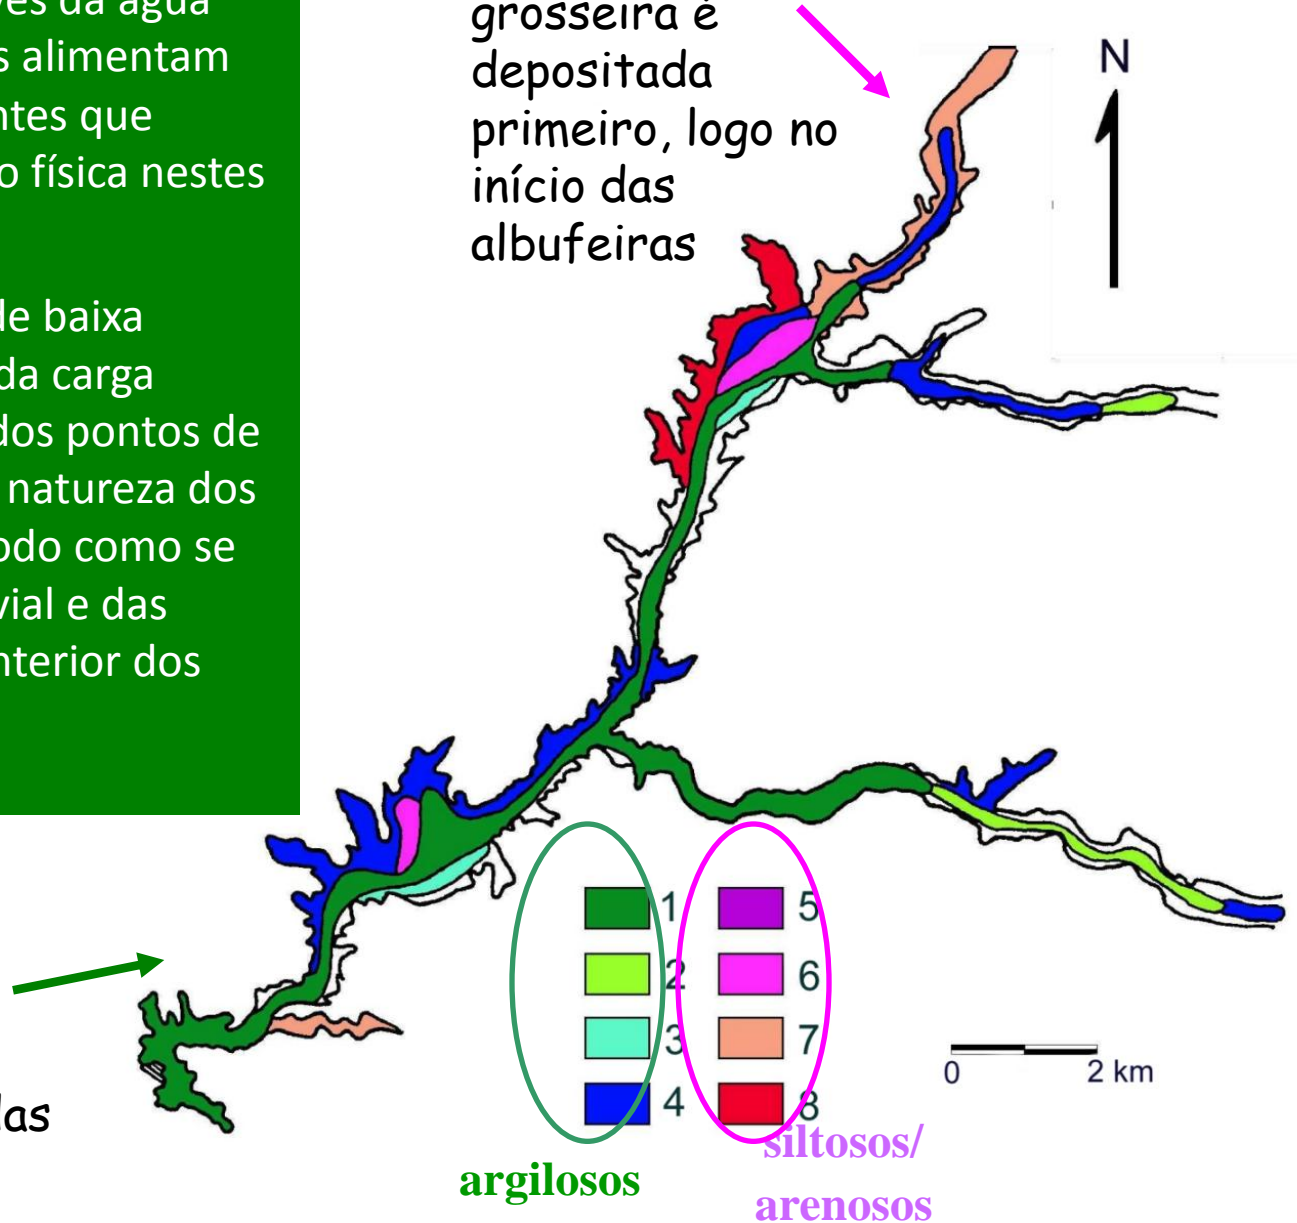 da água
s alimentam
ntes que
o física nestes
de baixa
da carga
dos pontos de
natureza dos
odo como se
vial e das
nterior dos
grosseira é
depositada
primeiro, logo no
início das
albufeiras
N
1
2
3
4
5
6
7
8
0
2 km
argilosos
siltosos/
arenosos
las